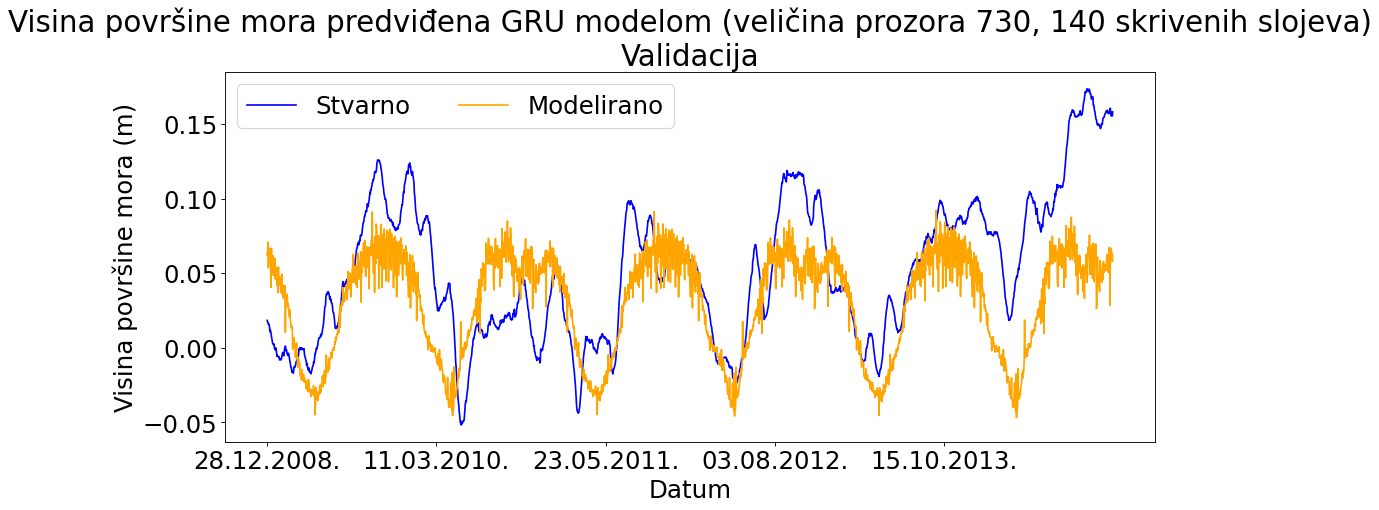 Visina površine mora predviđena GRU modelom (veličina prozora 730, 140 skrivenih slojeva)
Validacija
Stvarno
Modelirano
Visina površine mora (m)
0.15
0.10
0.05
0.00
−0.05
28.12.2008.
11.03.2010.
23.05.2011.
03.08.2012.
15.10.2013.
Datum